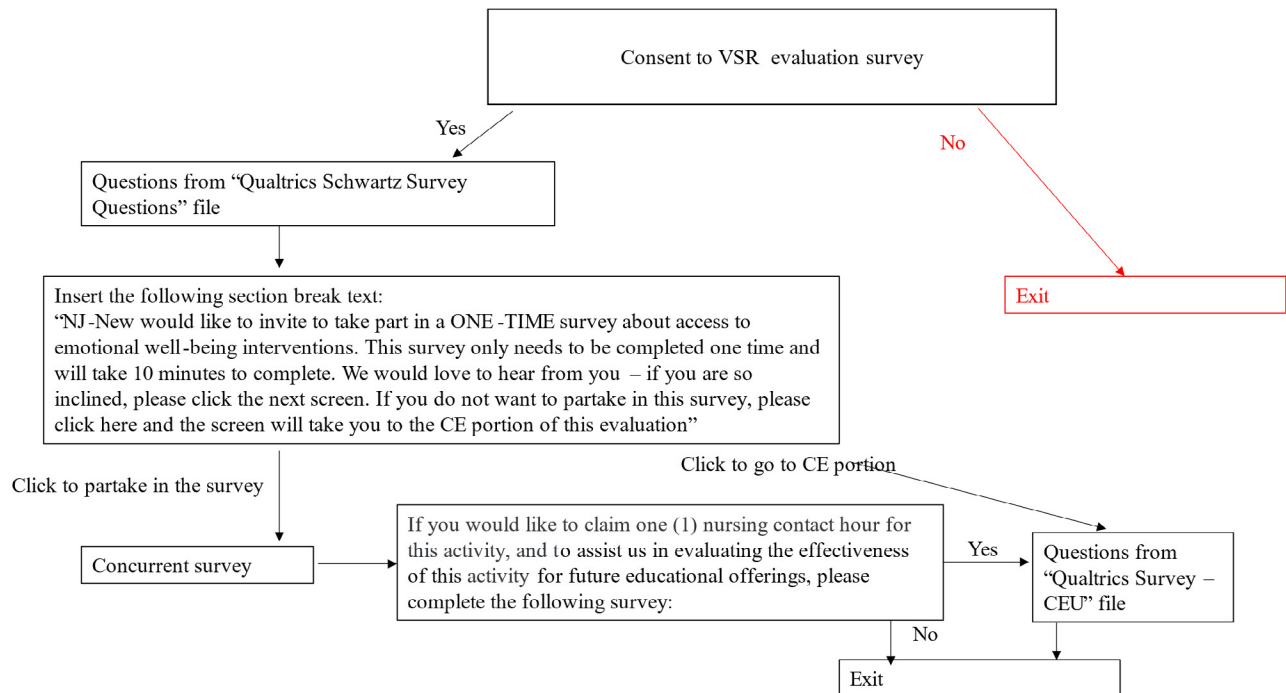 Consent to VSR evaluation survey
Yes
No
Questions from “Qualtrics Schwartz Survey
Questions” file
Exit
Insert the following section break text:
“NJ-New would like to invite to take part in a ONE-TIME survey about access to
emotional well-being interventions. This survey only needs to be completed one time and
will take 10 minutes to complete. We would love to hear from you – if you are so
inclined, please click the next screen. If you do not want to partake in this survey, please
click here and the screen will take you to the CE portion of this evaluation”
Click to go to CE portion
Click to partake in the survey
Concurrent survey
If you would like to claim one (1) nursing contact hour for
this activity, and to assist us in evaluating the effectiveness
of this activity for future educational offerings, please
complete the following survey:
Yes
Questions from
“Qualtrics Survey –
CEU” file
No
Exit